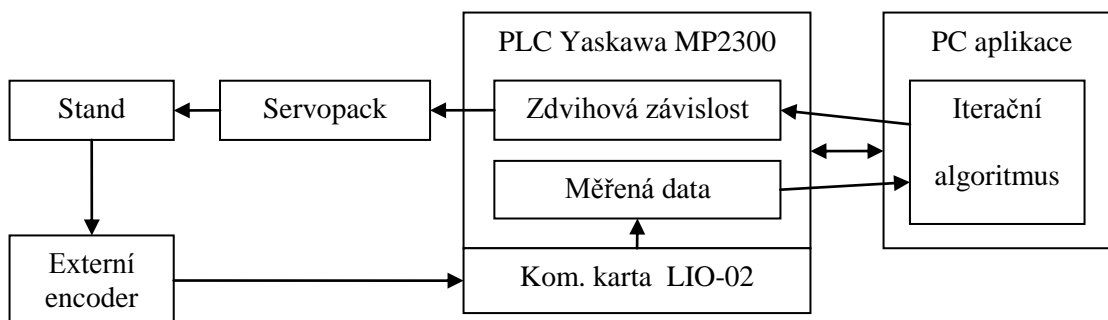 PLC Yaskawa MP2300
PC aplikace
Stand
Servopack
Zdvihová závislost
Iterační
algoritmus
Měřená data
Externí
encoder
Kom. karta LIO-02